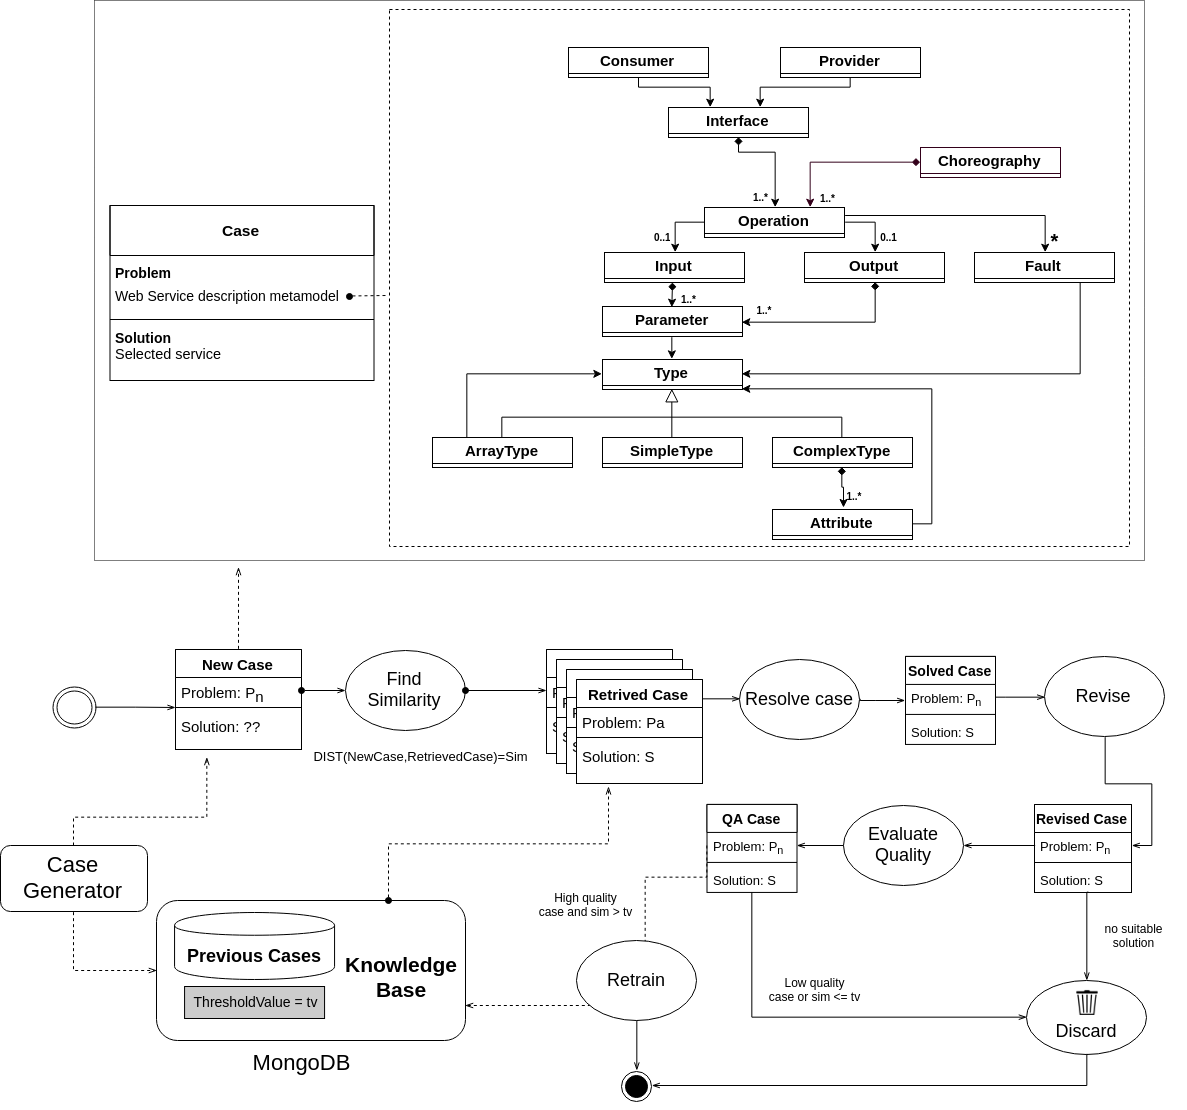 Consumer
Provider
Interface
Choreography
1..*
1..*
Operation
0..1
0..1
*
Input
Output
Fault
1..*
1..*
Parameter
Type
ArrayType
SimpleType
ComplexType
1..*
Attribute
Case
Problem
Web Service description metamodel
Solution
Selected service
New Case
Problem: Pn
Solution: ??
Find
Similarity
DIST(NewCase,RetrievedCase)=Sim
Retrived Case
Problem: Pa
Solution: S
Resolve case
Solved Case
Problem: Pn
Solution: S
Revise
QA Case
Problem: Pn
Solution: S
Evaluate
Quality
Revised Case
Problem: Pn
Solution: S
Case
Generator
Previous Cases
ThresholdValue = tv
Knowledge
Base
MongoDB
High quality
case and sim > tv
Retrain
Low quality
case or sim <= tv
no suitable
solution
Discard